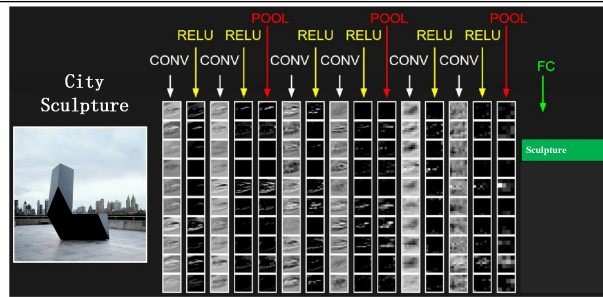 POOL POOL POOL
RELU RELU RELU RELU RELU RELU
CONV CONV CONV CONV CONV CONV
FC
City
Sculpture
Sculpture